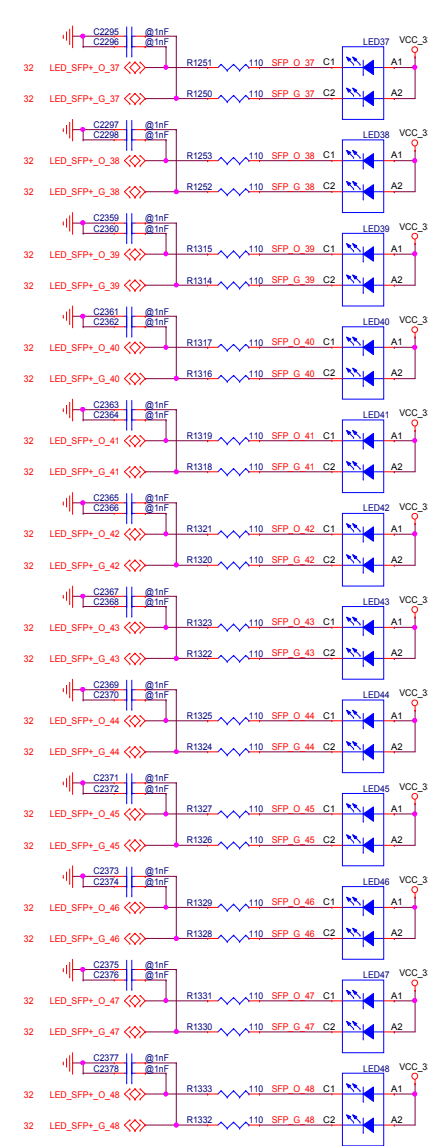 C2295 @1nF LED37 VCC_3
C2296 @1nF
32 LED_SFP+_O_37 R1251 110 SFP_O_37 C1 A1
32 LED_SFP+_G_37 R1250 110 SFP_G_37 C2 A2
C2297 @1nF LED38 VCC_3
C2298 @1nF
32 LED_SFP+_O_38 R1253 110 SFP_O_38 C1 A1
32 LED_SFP+_G_38 R1252 110 SFP_G_38 C2 A2
C2359 @1nF LED39 VCC_3
C2360 @1nF
32 LED_SFP+_O_39 R1315 110 SFP_O_39 C1 A1
32 LED_SFP+_G_39 R1314 110 SFP_G_39 C2 A2
C2361 @1nF LED40 VCC_3
C2362 @1nF
32 LED_SFP+_O_40 R1317 110 SFP_O_40 C1 A1
32 LED_SFP+_G_40 R1316 110 SFP_G_40 C2 A2
C2363 @1nF LED41 VCC_3
C2364 @1nF
32 LED_SFP+_O_41 R1319 110 SFP_O_41 C1 A1
32 LED_SFP+_G_41 R1318 110 SFP_G_41 C2 A2
C2365 @1nF LED42 VCC_3
C2366 @1nF
32 LED_SFP+_O_42 R1321 110 SFP_O_42 C1 A1
32 LED_SFP+_G_42 R1320 110 SFP_G_42 C2 A2
C2367 @1nF LED43 VCC_3
C2368 @1nF
32 LED_SFP+_O_43 R1323 110 SFP_O_43 C1 A1
32 LED_SFP+_G_43 R1322 110 SFP_G_43 C2 A2
C2369 @1nF LED44 VCC_3
C2370 @1nF
32 LED_SFP+_O_44 R1325 110 SFP_O_44 C1 A1
32 LED_SFP+_G_44 R1324 110 SFP_G_44 C2 A2
C2371 @1nF LED45 VCC_3
C2372 @1nF
32 LED_SFP+_O_45 R1327 110 SFP_O_45 C1 A1
32 LED_SFP+_G_45 R1326 110 SFP_G_45 C2 A2
C2373 @1nF LED46 VCC_3
C2374 @1nF
32 LED_SFP+_O_46 R1329 110 SFP_O_46 C1 A1
32 LED_SFP+_G_46 R1328 110 SFP_G_46 C2 A2
C2375 @1nF LED47 VCC_3
C2376 @1nF
32 LED_SFP+_O_47 R1331 110 SFP_O_47 C1 A1
32 LED_SFP+_G_47 R1330 110 SFP_G_47 C2 A2
C2377 @1nF LED48 VCC_3
C2378 @1nF
32 LED_SFP+_O_48 R1333 110 SFP_O_48 C1 A1
32 LED_SFP+_G_48 R1332 110 SFP_G_48 C2 A2